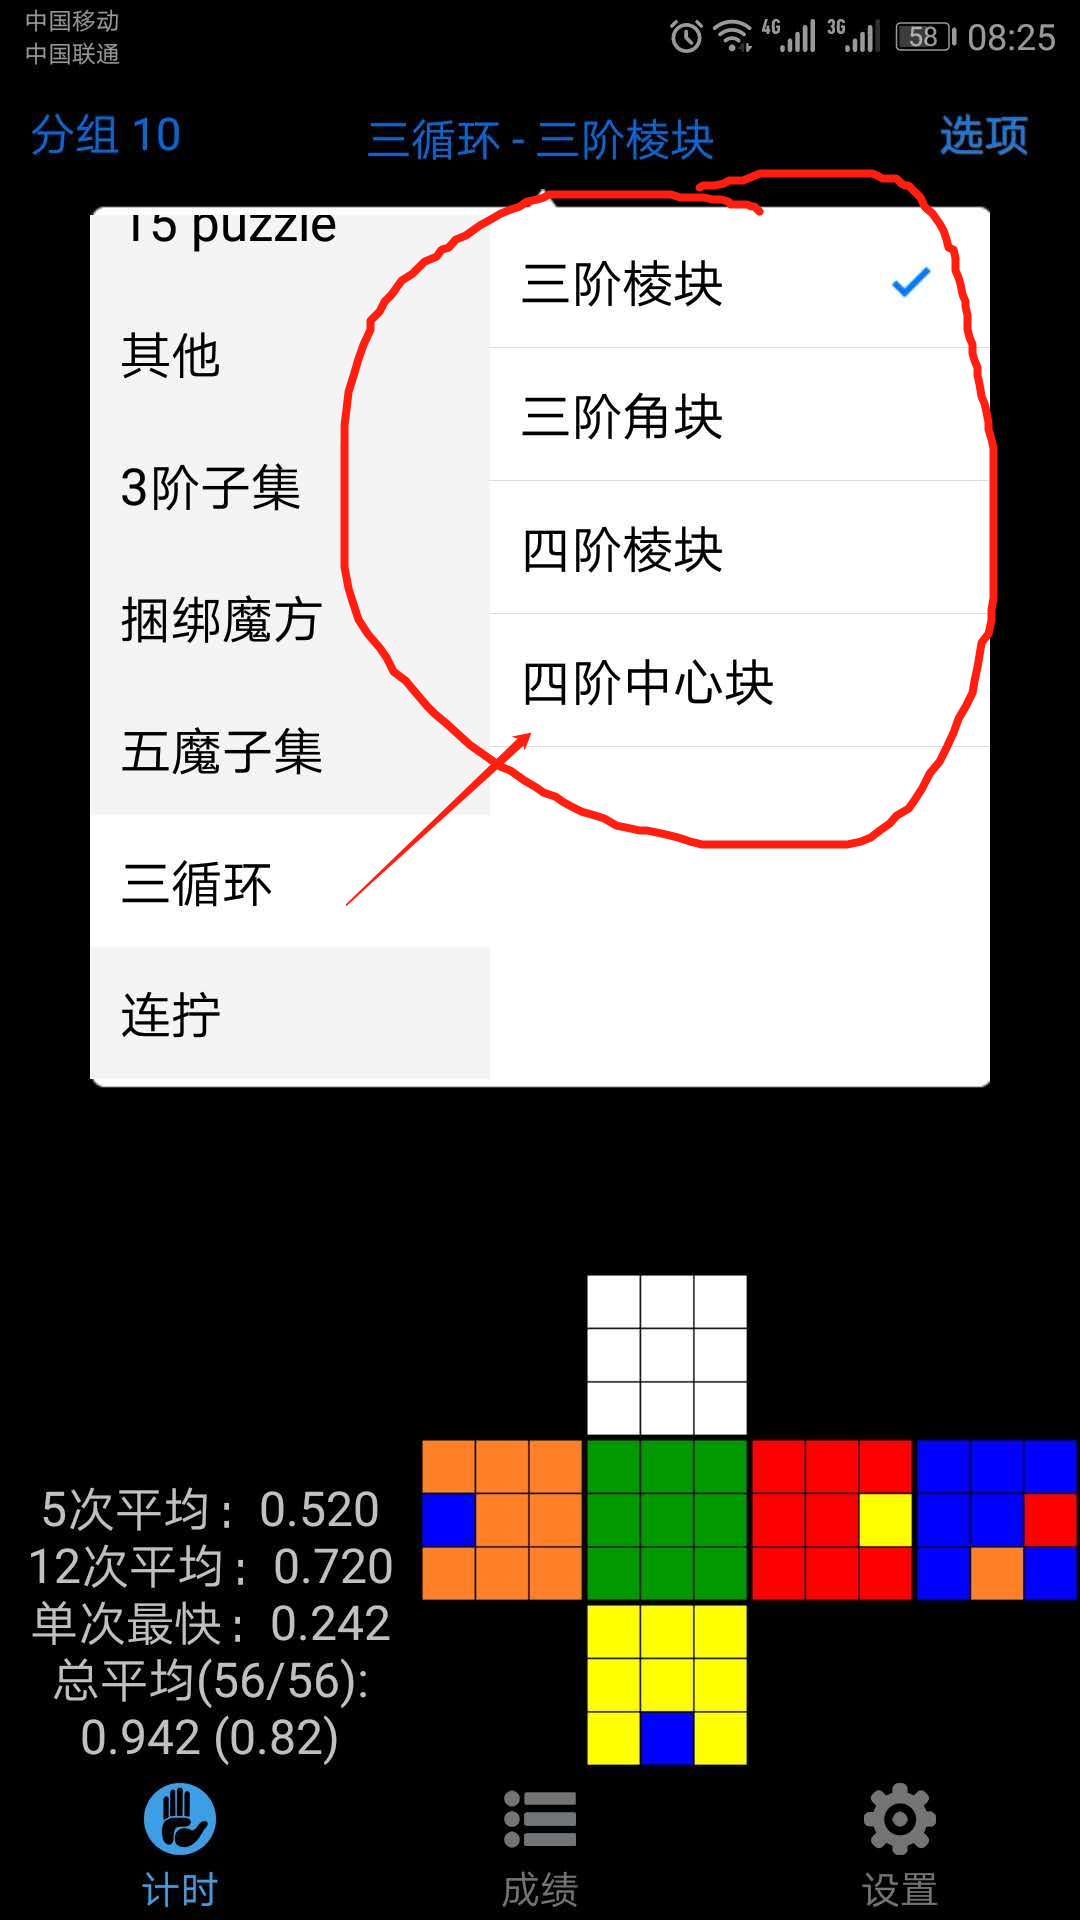 中国移动
中国联通
4G
3G
58
08:25
分组 10
三循环 - 三阶棱块
选项
15 puzzle
其他
3阶子集
捆绑魔方
五魔子集
三循环
连拧
三阶棱块
三阶角块
四阶棱块
四阶中心块
5次平均：0.520
12次平均：0.720
单次最快：0.242
总平均(56/56):
0.942 (0.82)
计时
成绩
设置